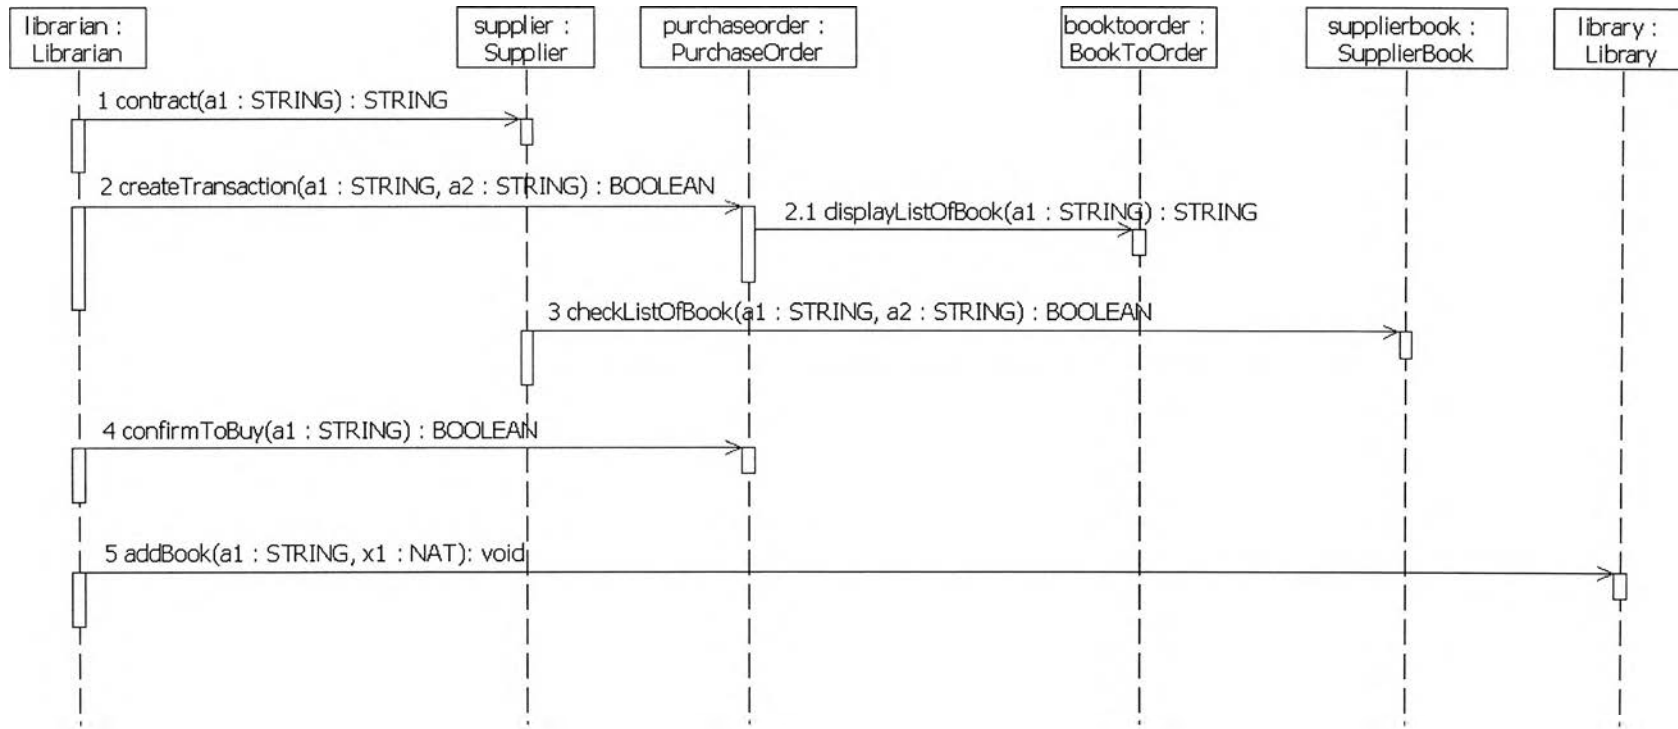 librarian :
Librarian
supplier :
Supplier
purchaseorder :
PurchaseOrder
booktoorder :
BookToOrder
supplierbook :
SupplierBook
library :
Library
1 contract(a1 : STRING) : STRING
2 createTransaction(a1 : STRING, a2 : STRING) : BOOLEAN
2.1 displayListOfBook(a1 : STRING) : STRING
3 checkListOfBook(a1 : STRING, a2 : STRING) : BOOLEAN
4 confirmToBuy(a1 : STRING) : BOOLEAN
5 addBook(a1 : STRING, x1 : NAT): void